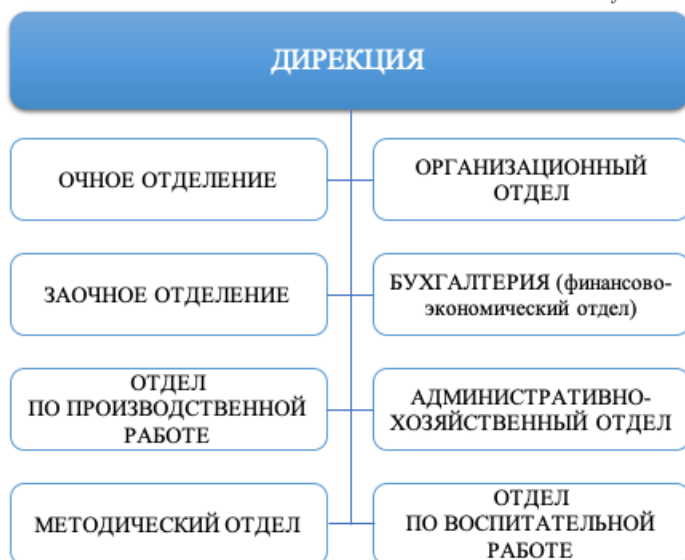 ДИРЕКЦИЯ
ОЧНОЕ ОТДЕЛЕНИЕ
ОРГАНИЗАЦИОННЫЙ
ОТДЕЛ
ЗАОЧНОЕ ОТДЕЛЕНИЕ
БУХГАЛТЕРИЯ (финансово-
экономический отдел)
ОТДЕЛ
ПО ПРОИЗВОДСТВЕННОЙ
РАБОТЕ
АДМИНИСТРАТИВНО-
ХОЗЯЙСТВЕННЫЙ ОТДЕЛ
МЕТОДИЧЕСКИЙ ОТДЕЛ
ОТДЕЛ
ПО ВОСПИТАТЕЛЬНОЙ
РАБОТЕ